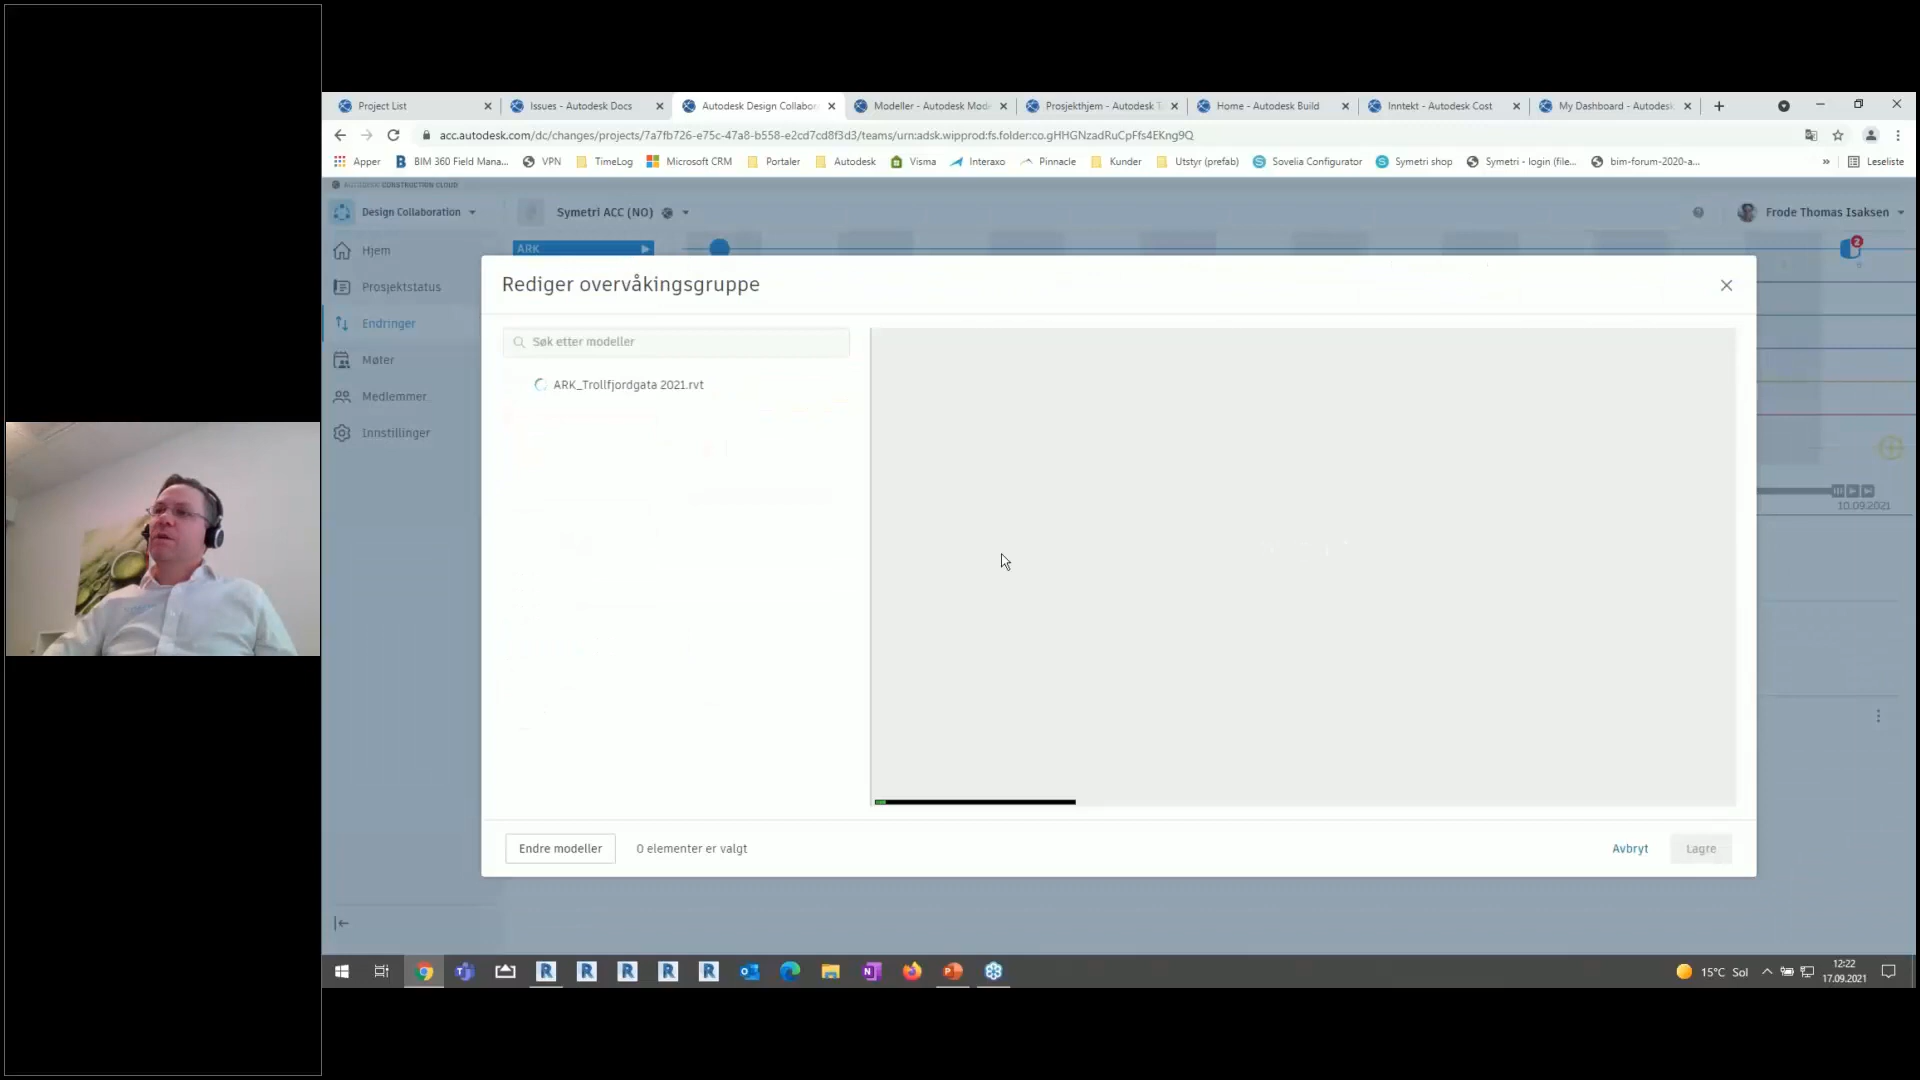 Project List
Issues - Autodesk Docs
Autodesk Design Collabor
Modeller - Autodesk Mode
Prosjekthjem - Autodesk T
Home - Autodesk Build
Inntekt - Autodesk Cost
My Dashboard - Autodesk
acc.autodesk.com/dc/changes/projects/7a7fb726-e75c-47a8-b558-e2cd7cd8f3d3/teams/urn:adsk.wipprod:fs.folder:co.gHHGNzadRuCpFfs4EKng9Q
Apper
BIM 360 Field Mana...
VPN
TimeLog
Microsoft CRM
Portaler
Autodesk
Visma
Interaxo
Pinnacle
Kunder
Utstyr (prefab)
Sovelia Configurator
Symetri shop
Symetri - login (file...
bim-forum-2020-a...
»
Leseliste
AUTODESK CONSTRUCTION CLOUD
Design Collaboration
Symetri ACC (NO)
Frode Thomas Isaksen
Hjem
Prosjektstatus
Endringer
Møter
Medlemmer
Innstillinger
ARK
2
Rediger overvåkingsgruppe
Søk etter modeller
ARK_Trollfjordgata 2021.rvt
10.09.2021
Endre modeller
0 elementer er valgt
Avbryt
Lagre
15°C Sol
12:22
17.09.2021